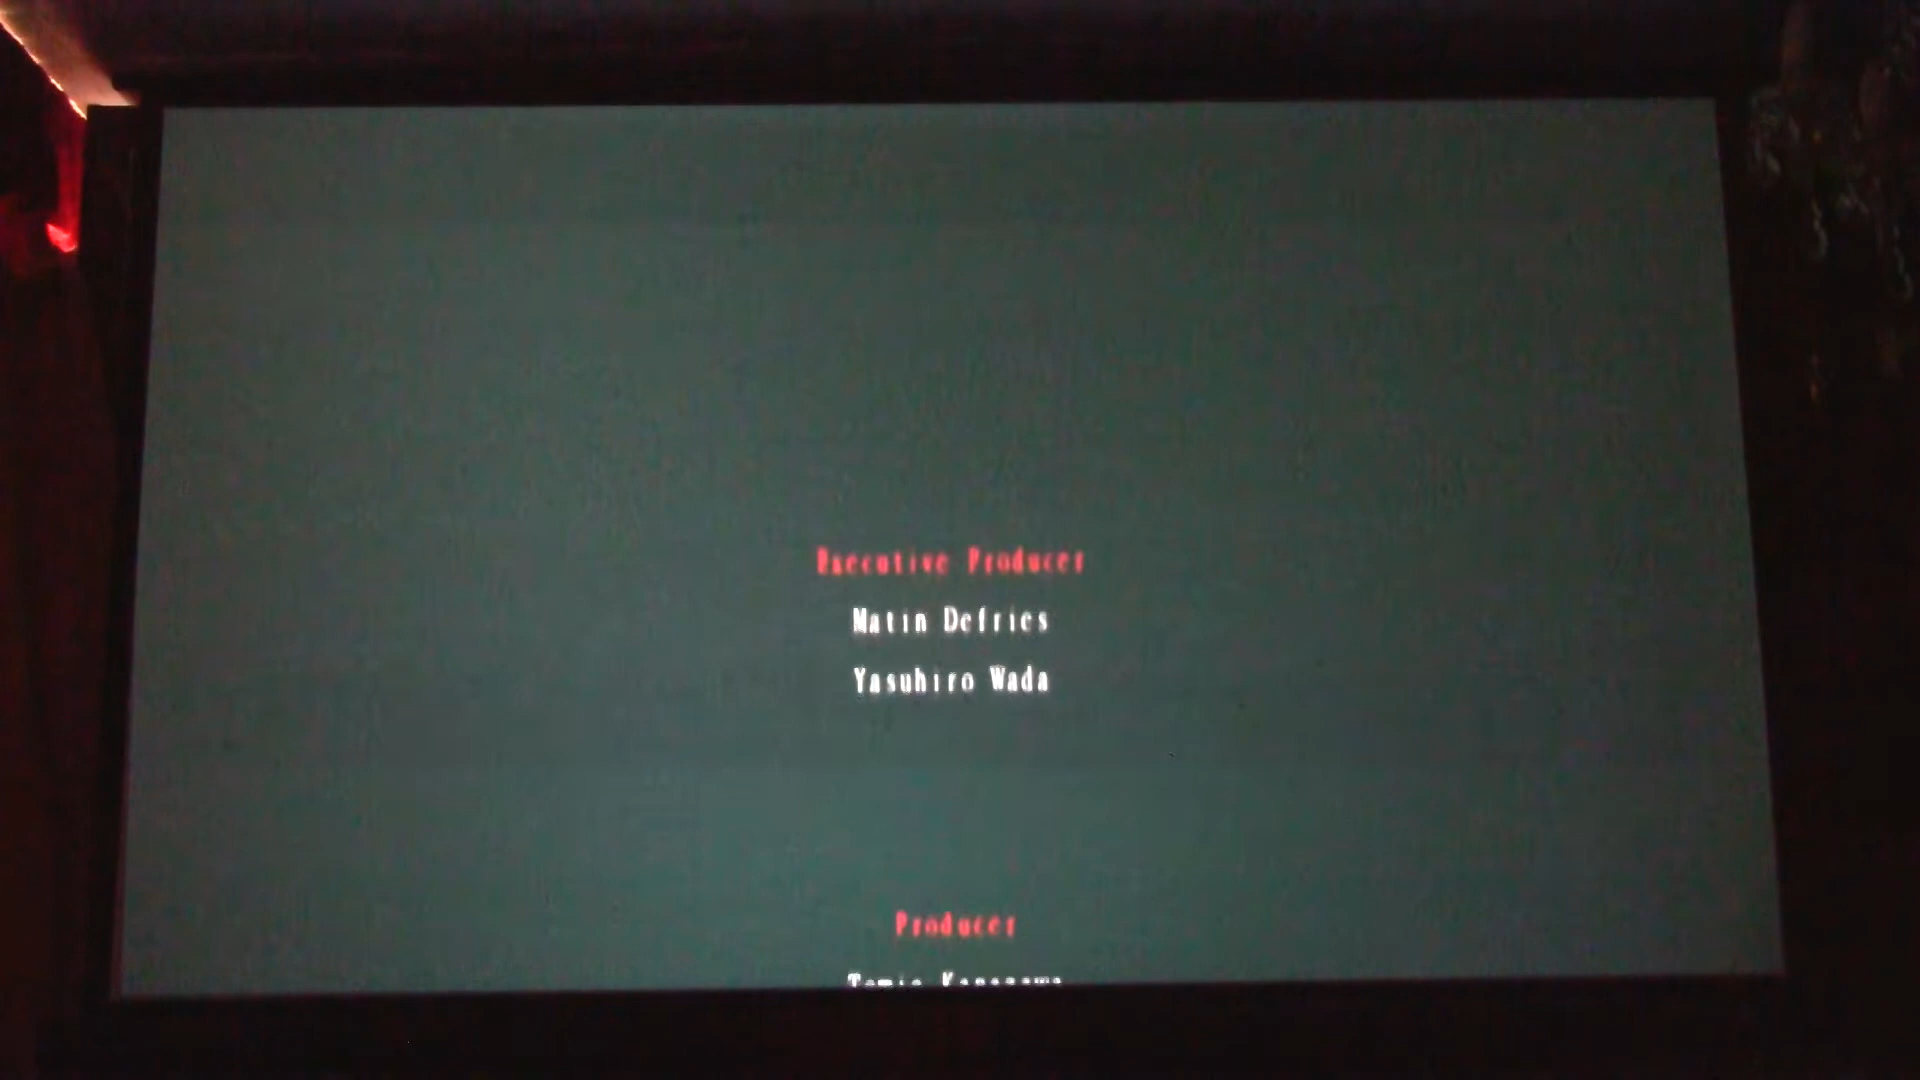 Executive Producer
Matin Defries
Yasuhiro Wada
Producer